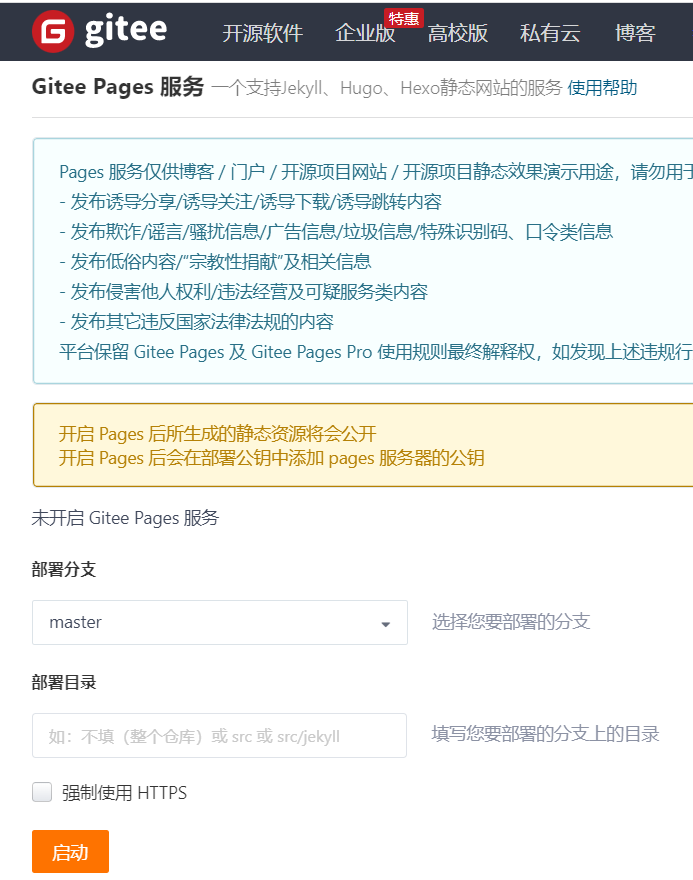 gitee
开源软件 企业版 特惠 高校版 私有云 博客
Gitee Pages 服务 一个支持Jekyll、Hugo、Hexo静态网站的服务 使用帮助
Pages 服务仅供博客 / 门户 / 开源项目网站 / 开源项目静态效果演示用途，请勿用于
- 发布诱导分享/诱导关注/诱导下载/诱导跳转内容
- 发布欺诈/谣言/骚扰信息/广告信息/垃圾信息/特殊识别码、口令类信息
- 发布低俗内容/“宗教性捐献”及相关信息
- 发布侵害他人权利/违法经营及可疑服务类内容
- 发布其它违反国家法律法规的内容
平台保留 Gitee Pages 及 Gitee Pages Pro 使用规则最终解释权，如发现上述违规行
开启 Pages 后所生成的静态资源将会公开
开启 Pages 后会在部署公钥中添加 pages 服务器的公钥
未开启 Gitee Pages 服务
部署分支
master 选择您要部署的分支
部署目录
如：不填（整个仓库）或 src 或 src/jekyll 填写您要部署的分支上的目录
强制使用 HTTPS
启动